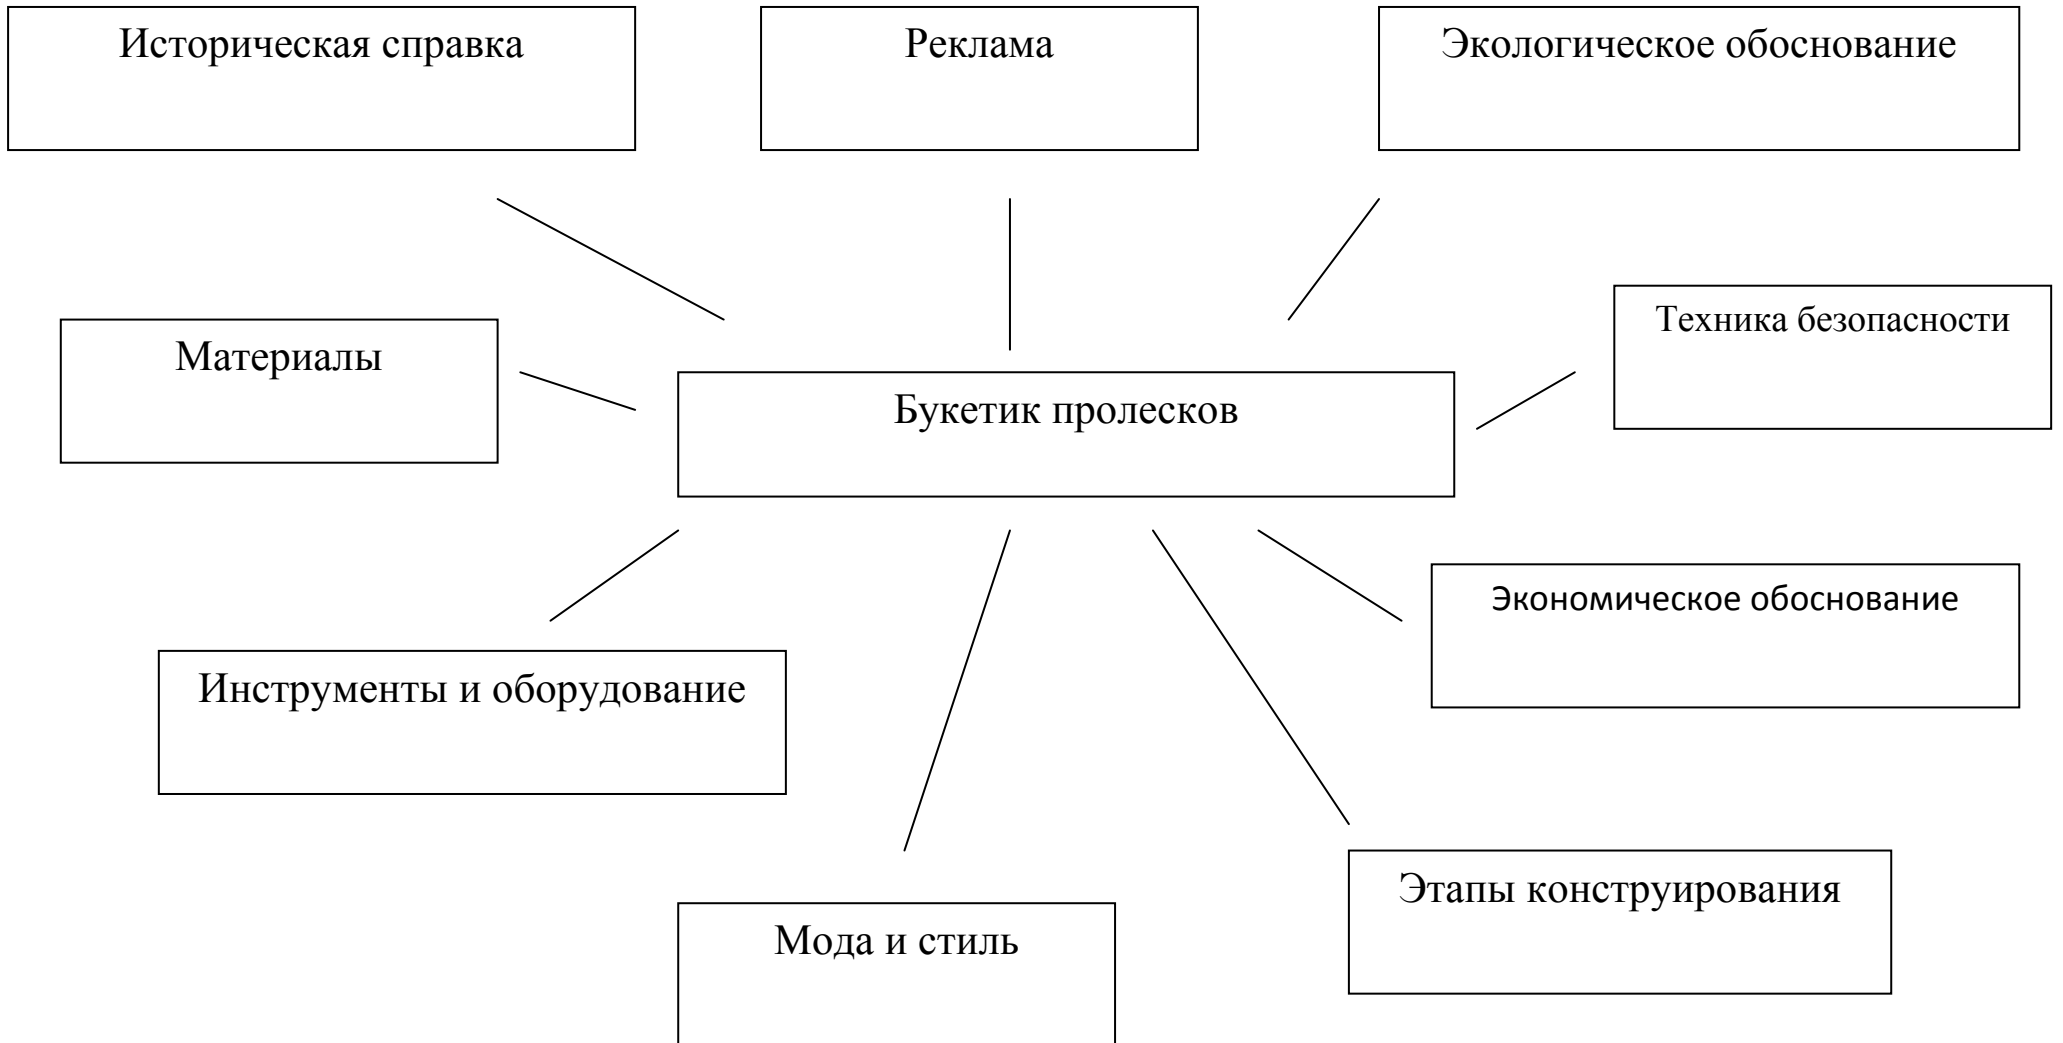 Историческая справка
Реклама
Экологическое обоснование
Техника безопасности
Материалы
Букетик пролесков
Экономическое обоснование
Инструменты и оборудование
Этапы конструирования
Мода и стиль